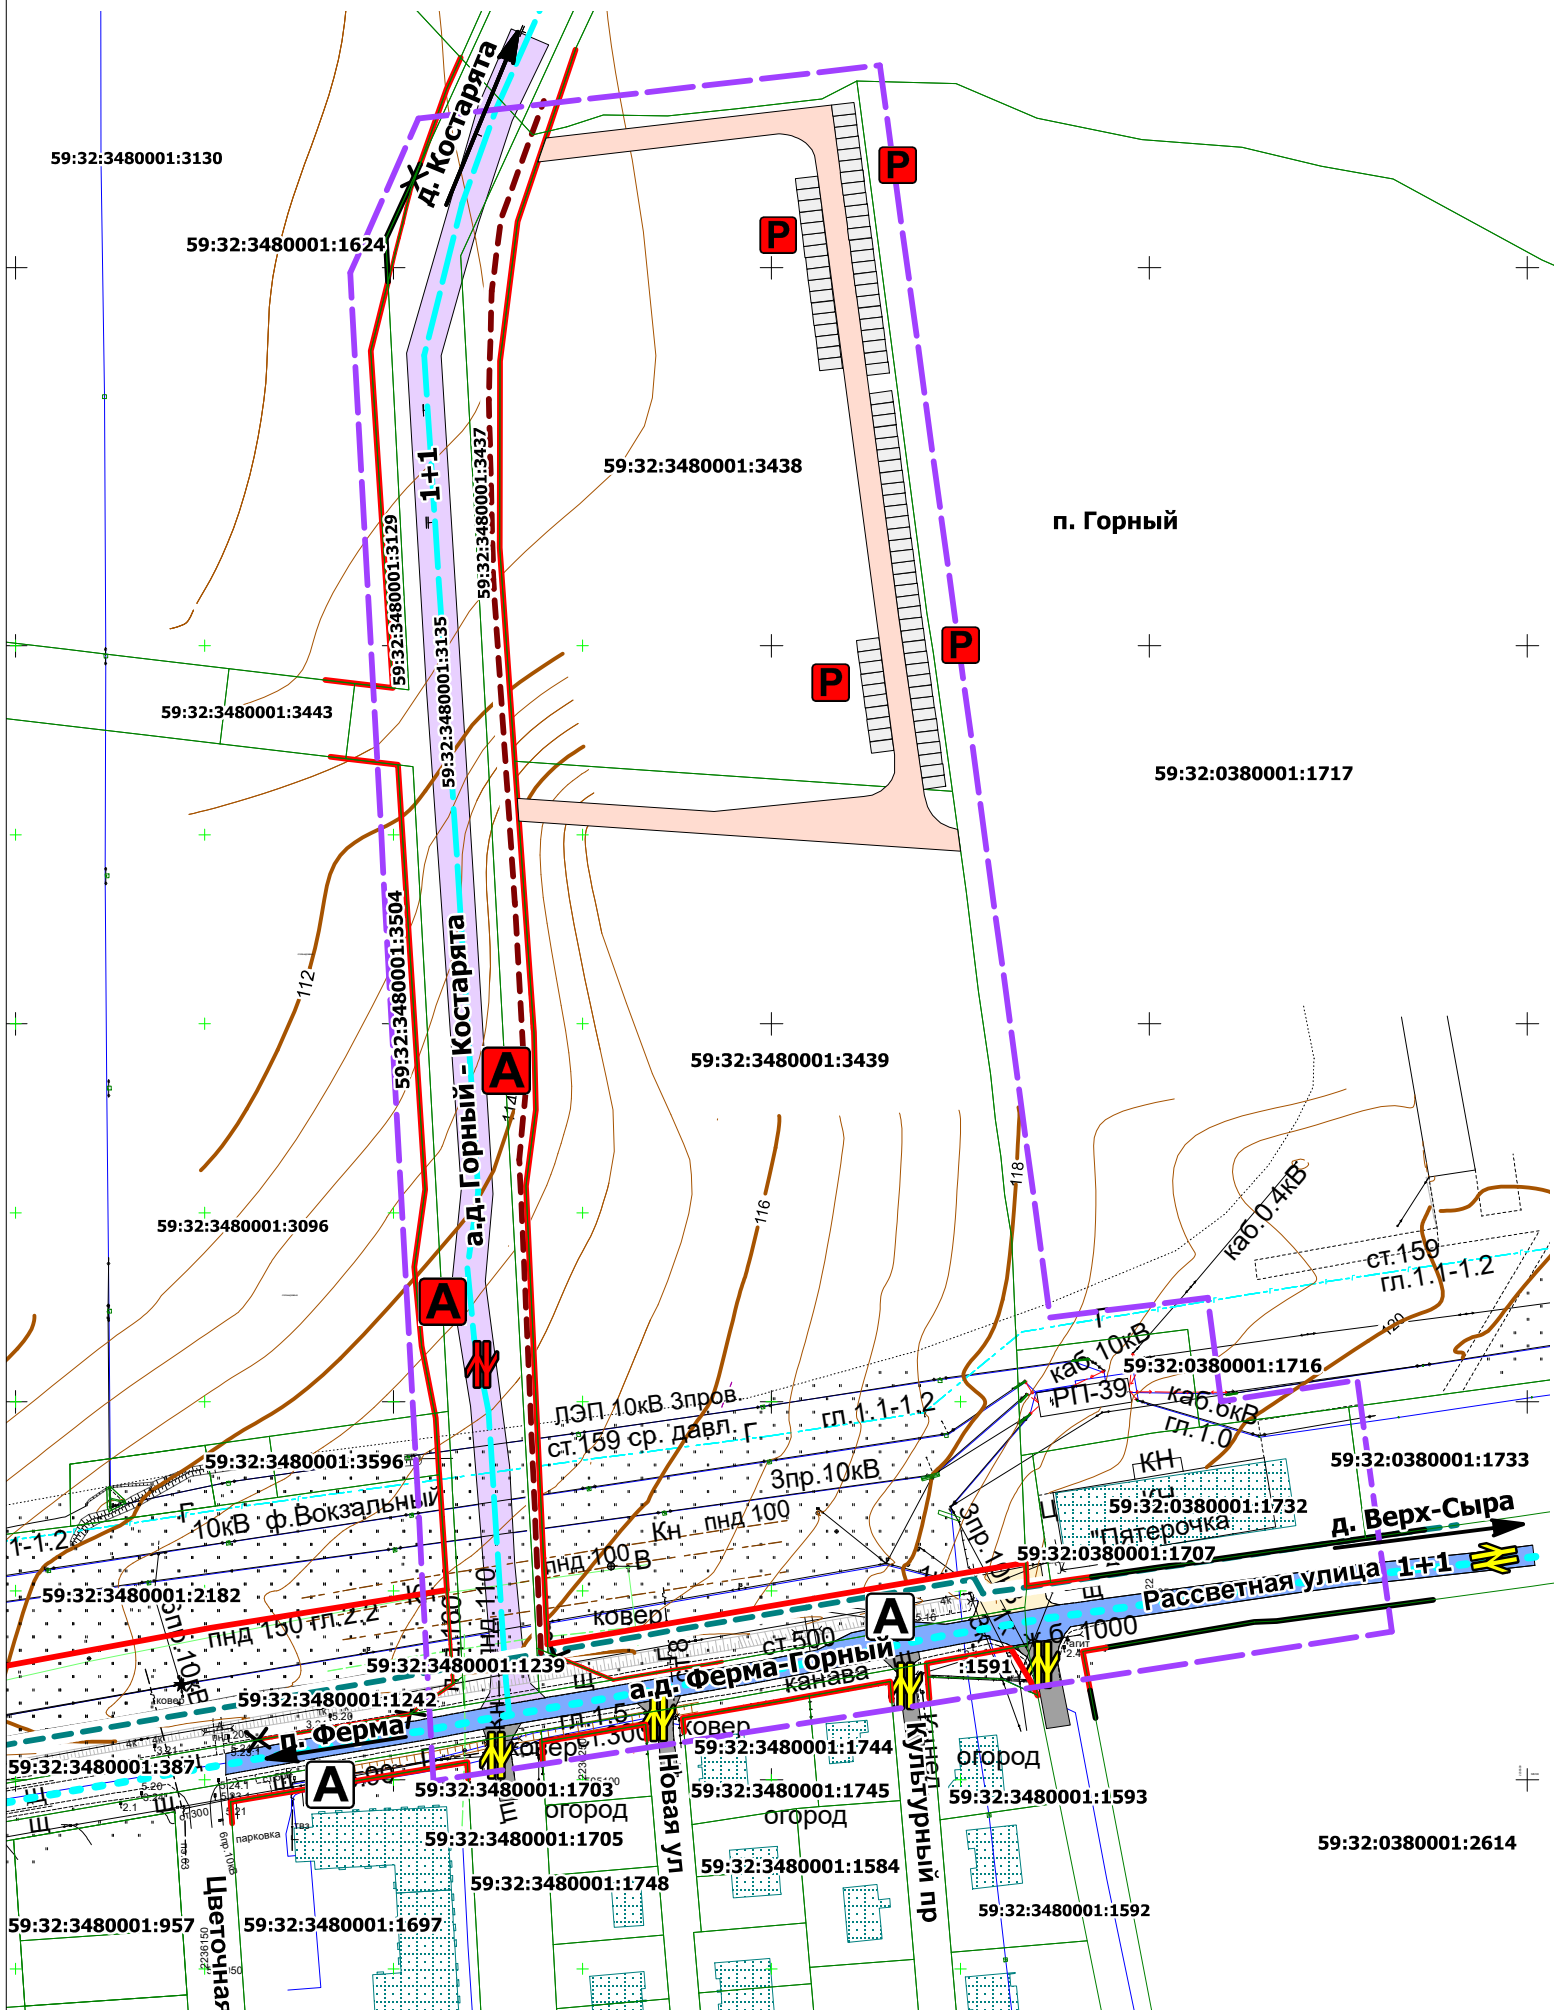 д. Костарята
59:32:3480001:3130
P
59:32:3480001:1624
P
1+1
59:32:3480001:3437
59:32:3480001:3438
п. Горный
59:32:3480001:3129
59:32:3480001:3135
P
P
59:32:3480001:3443
59:32:0380001:1717
59:32:3480001:3504
а.д. Горный - Костарята
112
A
114
59:32:3480001:3439
118
116
59:32:3480001:3096
каб.0.4кВ
ст.159
гл.1.1-1.2
A
Г
каб.10кВ
120
59:32:0380001:1716
РП-39
каб.6кВ
гл.1.0
ЛЭП 10кВ 3пров.
гл.1.1-1.2
ст.159 ср. давл. Г.
59:32:3480001:3596
3пр.10кВ
КН
59:32:0380001:1733
Г
10кВ ф.Вокзальный
59:32:0380001:1732
Кн пнд 100
"Пятерочка
д. Верх-Сыра
1-1.2
пнд 100
В
59:32:0380001:1707
59:32:3480001:2182
Рассветная улица 1+1
пнд 150 гл.2.2
ковер
A
ст.500
59:32:3480001:1239
:1591
а.д. Ферма-Горный
канава
59:32:3480001:1242
д. Ферма
гл.1.5
ковер
59:32:3480001:1744
огород
59:32:3480001:387
A
59:32:3480001:1703
59:32:3480001:1745
59:32:3480001:1593
огород
огород
парковка
59:32:3480001:1705
59:32:0380001:2614
Новая ул
Культурный пр
59:32:3480001:1584
59:32:3480001:1748
59:32:3480001:1592
59:32:3480001:957
59:32:3480001:1697
Цветочная
2236150